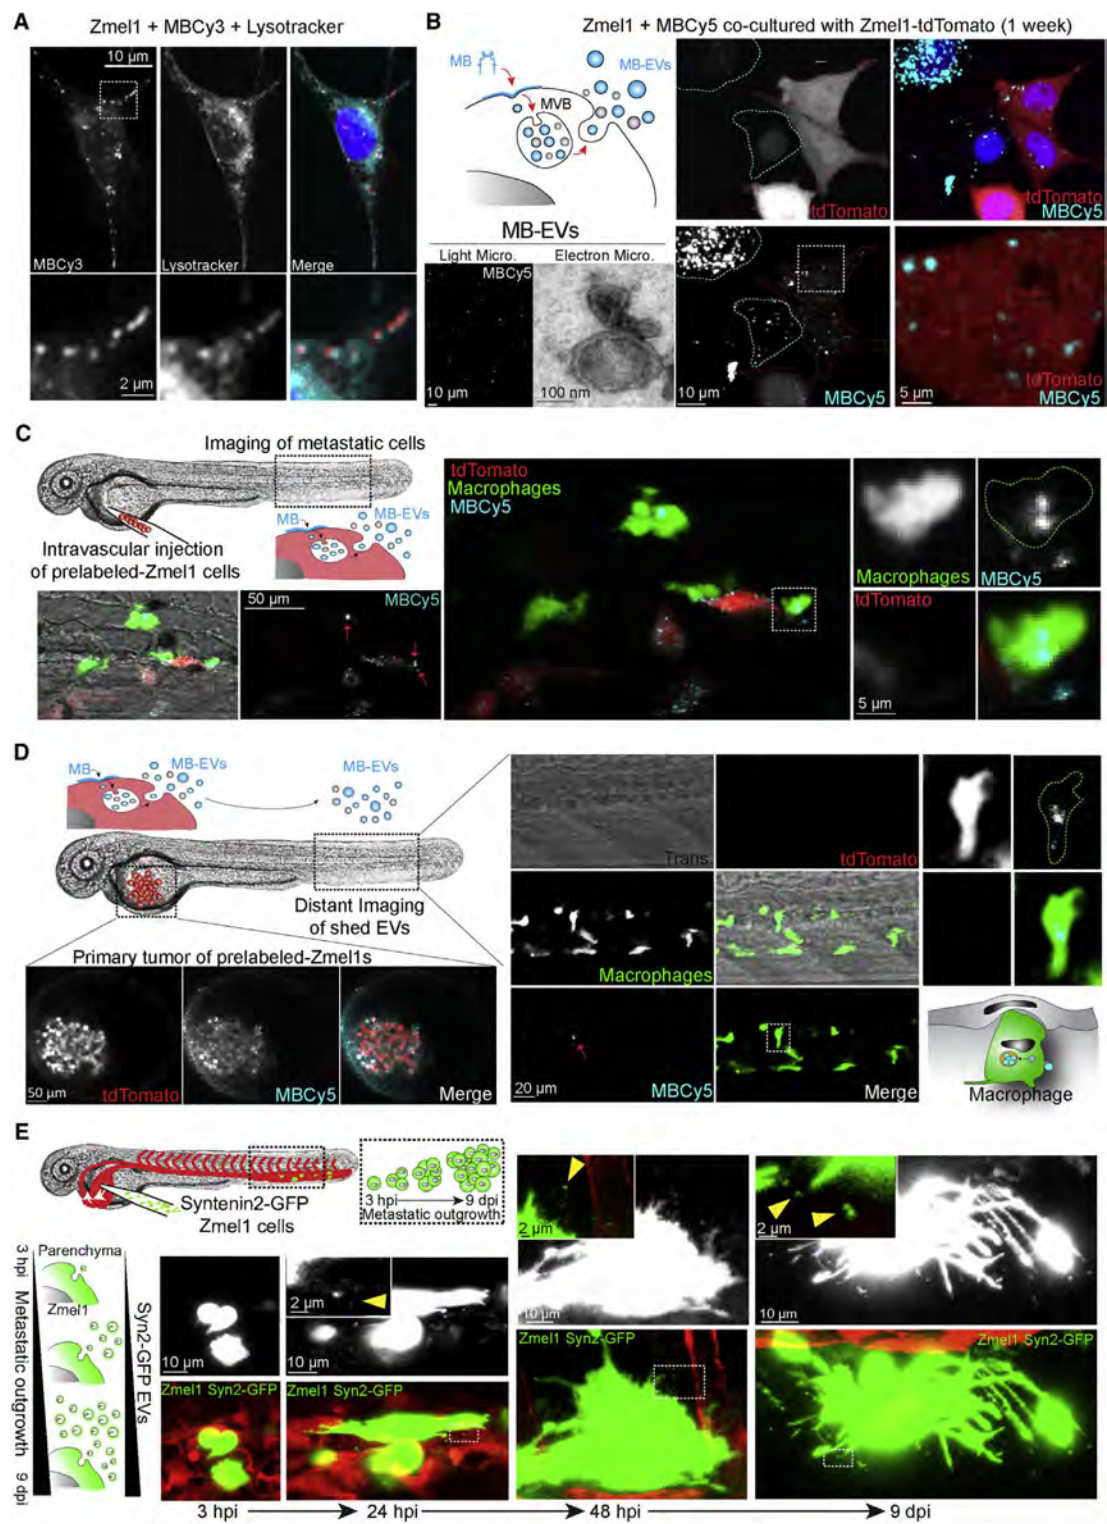 A
Zmel1 + MBCy3 + Lysotracker
10 µm
MBCy3
Lysotracker
Merge
2 µm
B
Zmel1 + MBCy5 co-cultured with Zmel1-tdTomato (1 week)
MB
MB-EVs
MVB
MB-EVs
Light Micro.
Electron Micro.
MBCy5
10 µm
100 nm
tdTomato
tdTomato
MBCy5
10 µm
MBCy5
tdTomato
MBCy5
5 µm
C
Imaging of metastatic cells
MB
MB-EVs
Intravascular injection
of prelabeled-Zmel1 cells
50 µm
MBCy5
tdTomato
Macrophages
MBCy5
Macrophages
MBCy5
tdTomato
5 µm
D
MB
MB-EVs
MB-EVs
Distant Imaging
of shed EVs
Primary tumor of prelabeled-Zmel1s
50 µm
tdTomato
MBCy5
Merge
Trans
tdTomato
Macrophages
20 µm
MBCy5
Merge
Macrophage
E
Syntenin2-GFP
Zmel1 cells
3 hpi
9 dpi
Metastatic outgrowth
3 hpi
Metastatic outgrowth
9 dpi
Parenchyma
Zmel1
Syn2-GFP EVs
10 µm
Zmel1 Syn2-GFP
2 µm
10 µm
Zmel1 Syn2-GFP
2 µm
10 µm
Zmel1 Syn2-GFP
2 µm
10 µm
Zmel1 Syn2-GFP
3 hpi
24 hpi
48 hpi
9 dpi